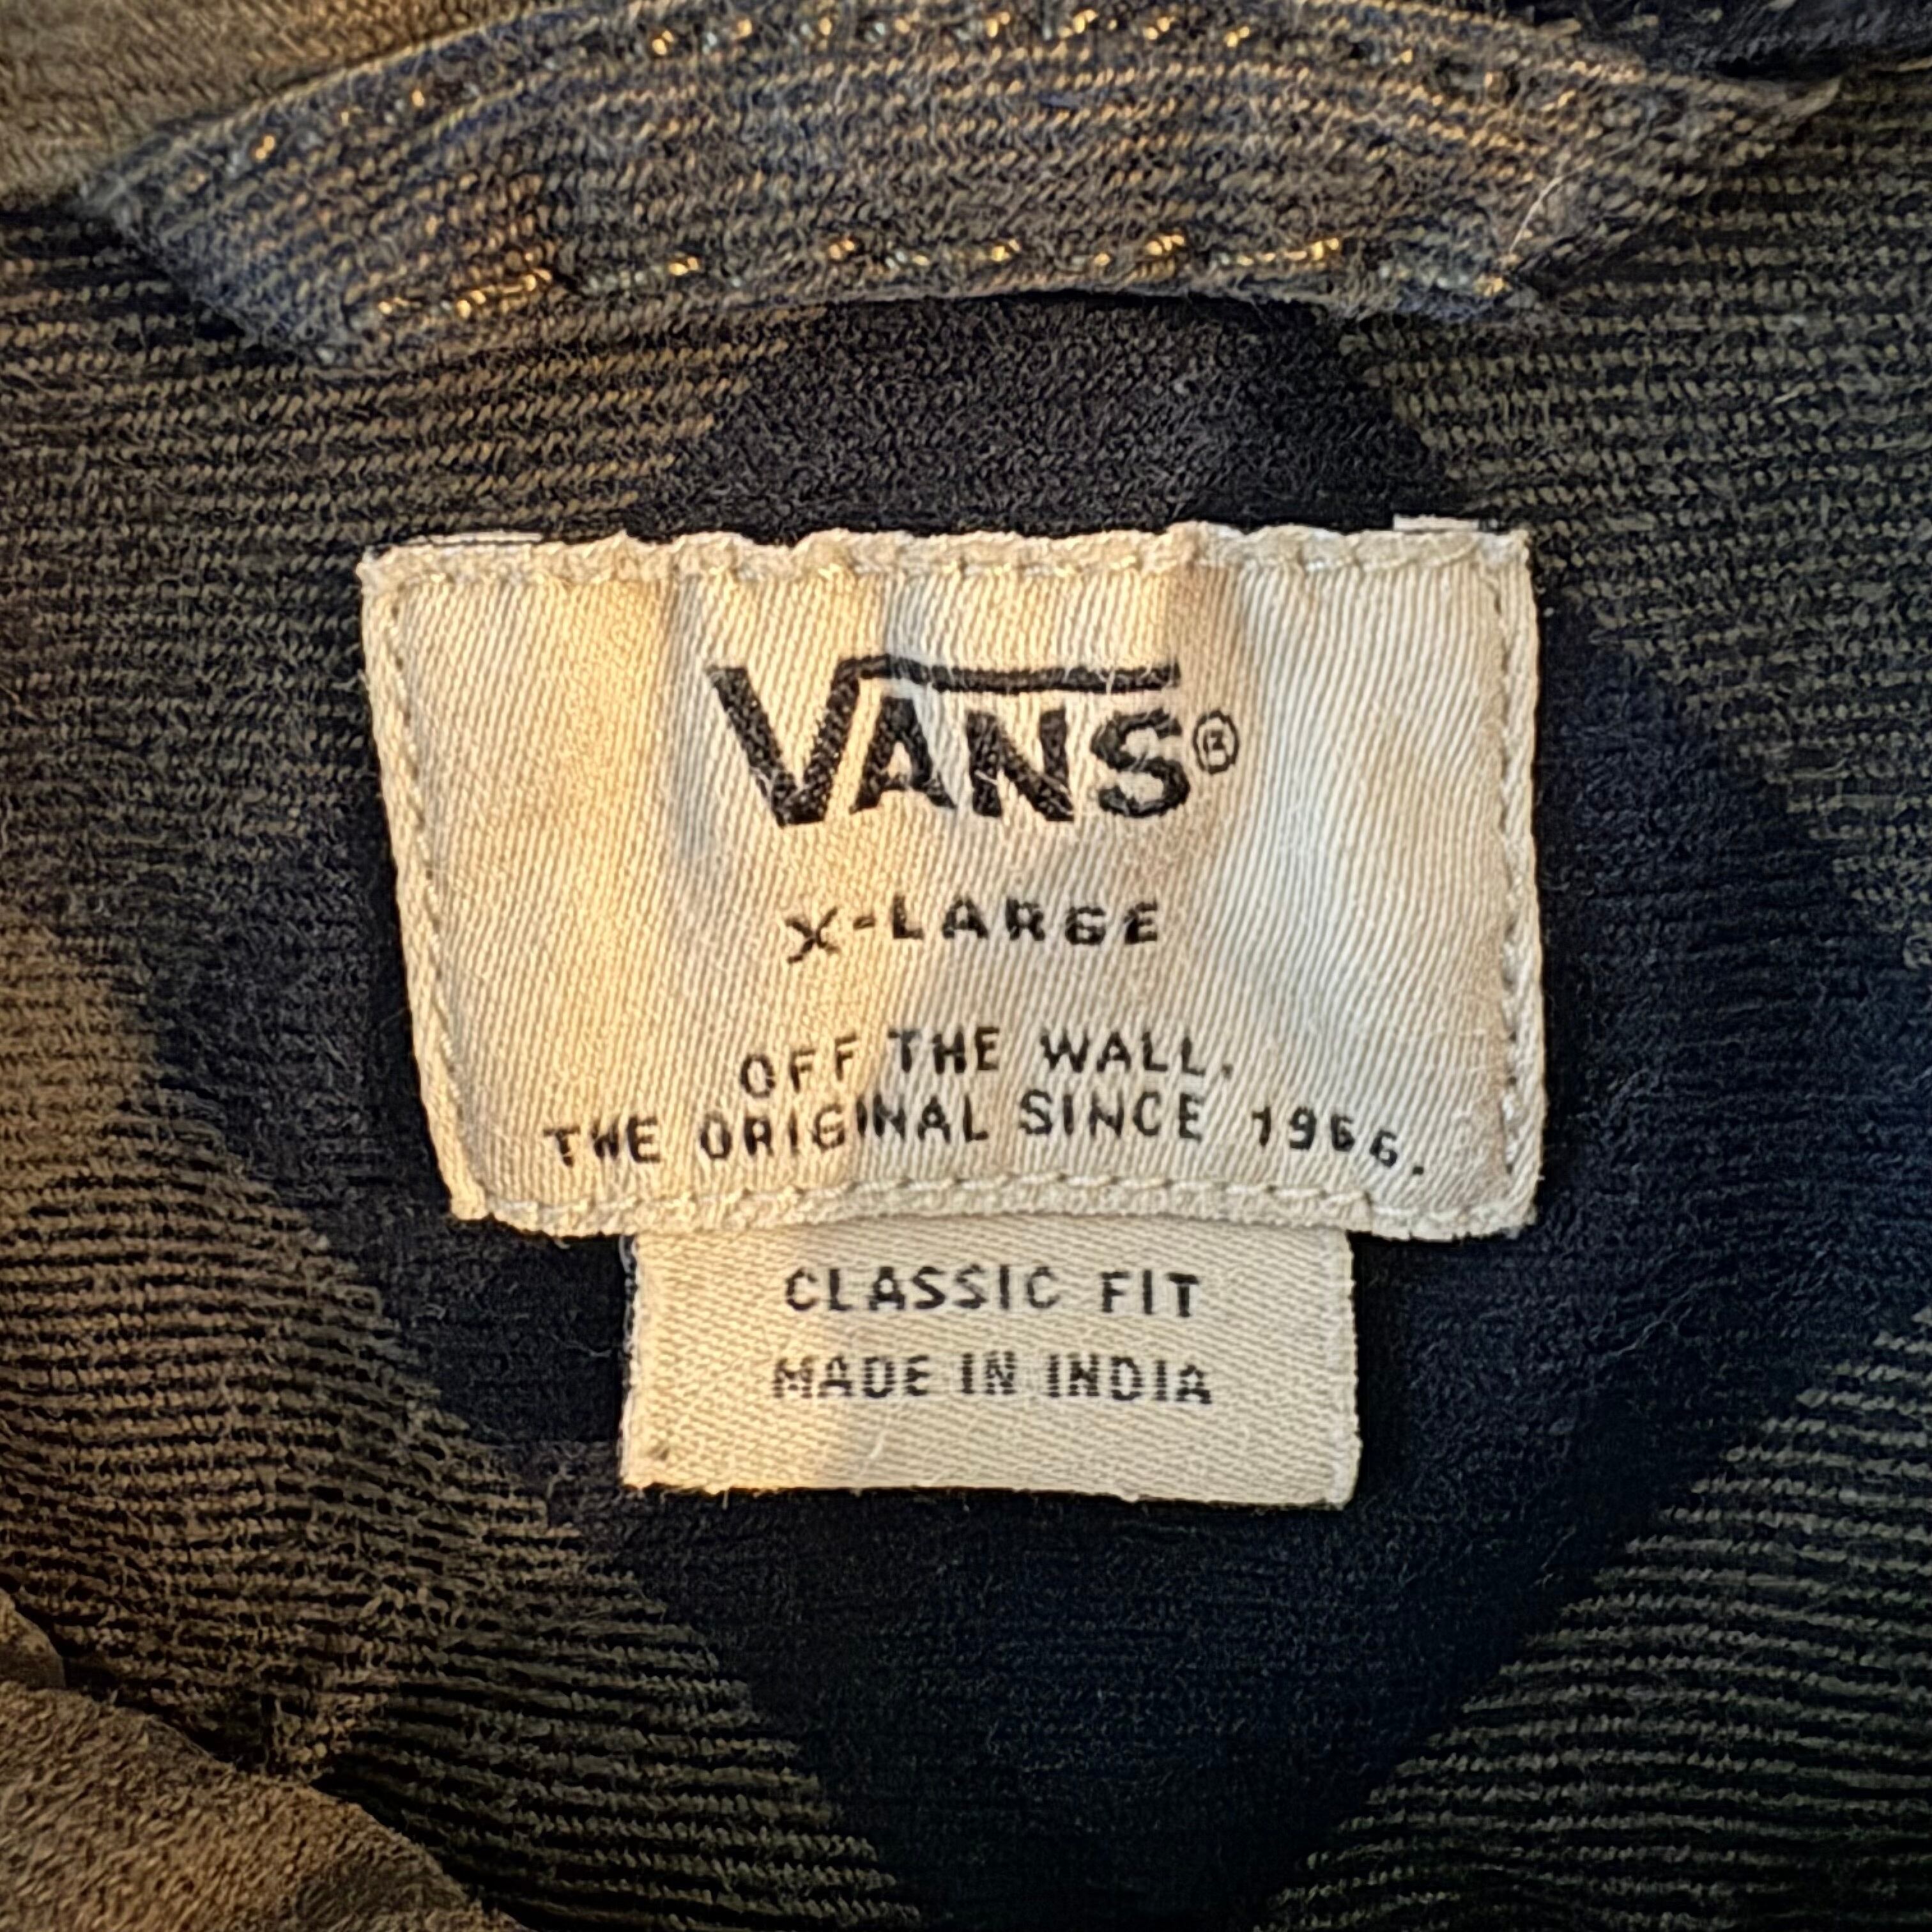 VANS®
X-LARGE
OFF THE WALL.
THE ORIGINAL SINCE 1966.
CLASSIC FIT
MADE IN INDIA